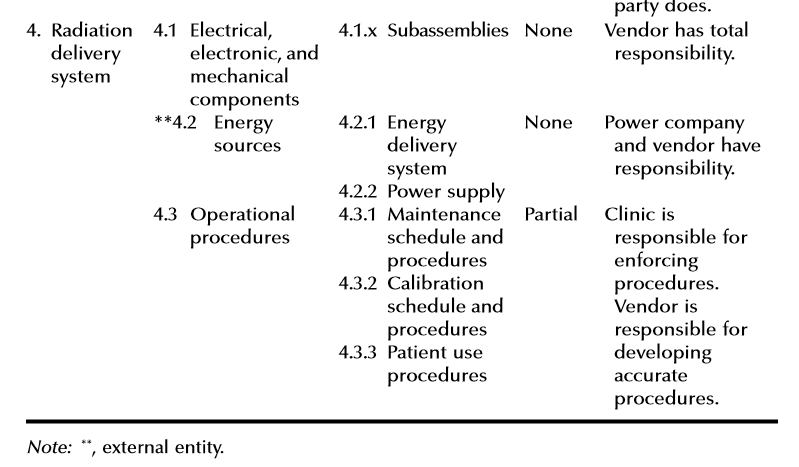 party does.
4. Radiation 4.1 Electrical, 4.1.x Subassemblies None Vendor has total
delivery electronic, and responsibility.
system mechanical
components
**4.2 Energy 4.2.1 Energy None Power company
sources delivery and vendor have
system responsibility.
4.2.2 Power supply
4.3 Operational 4.3.1 Maintenance Partial Clinic is
procedures schedule and responsible for
procedures enforcing
4.3.2 Calibration procedures.
schedule and Vendor is
procedures responsible for
4.3.3 Patient use developing
procedures accurate
procedures.
Note: **, external entity.